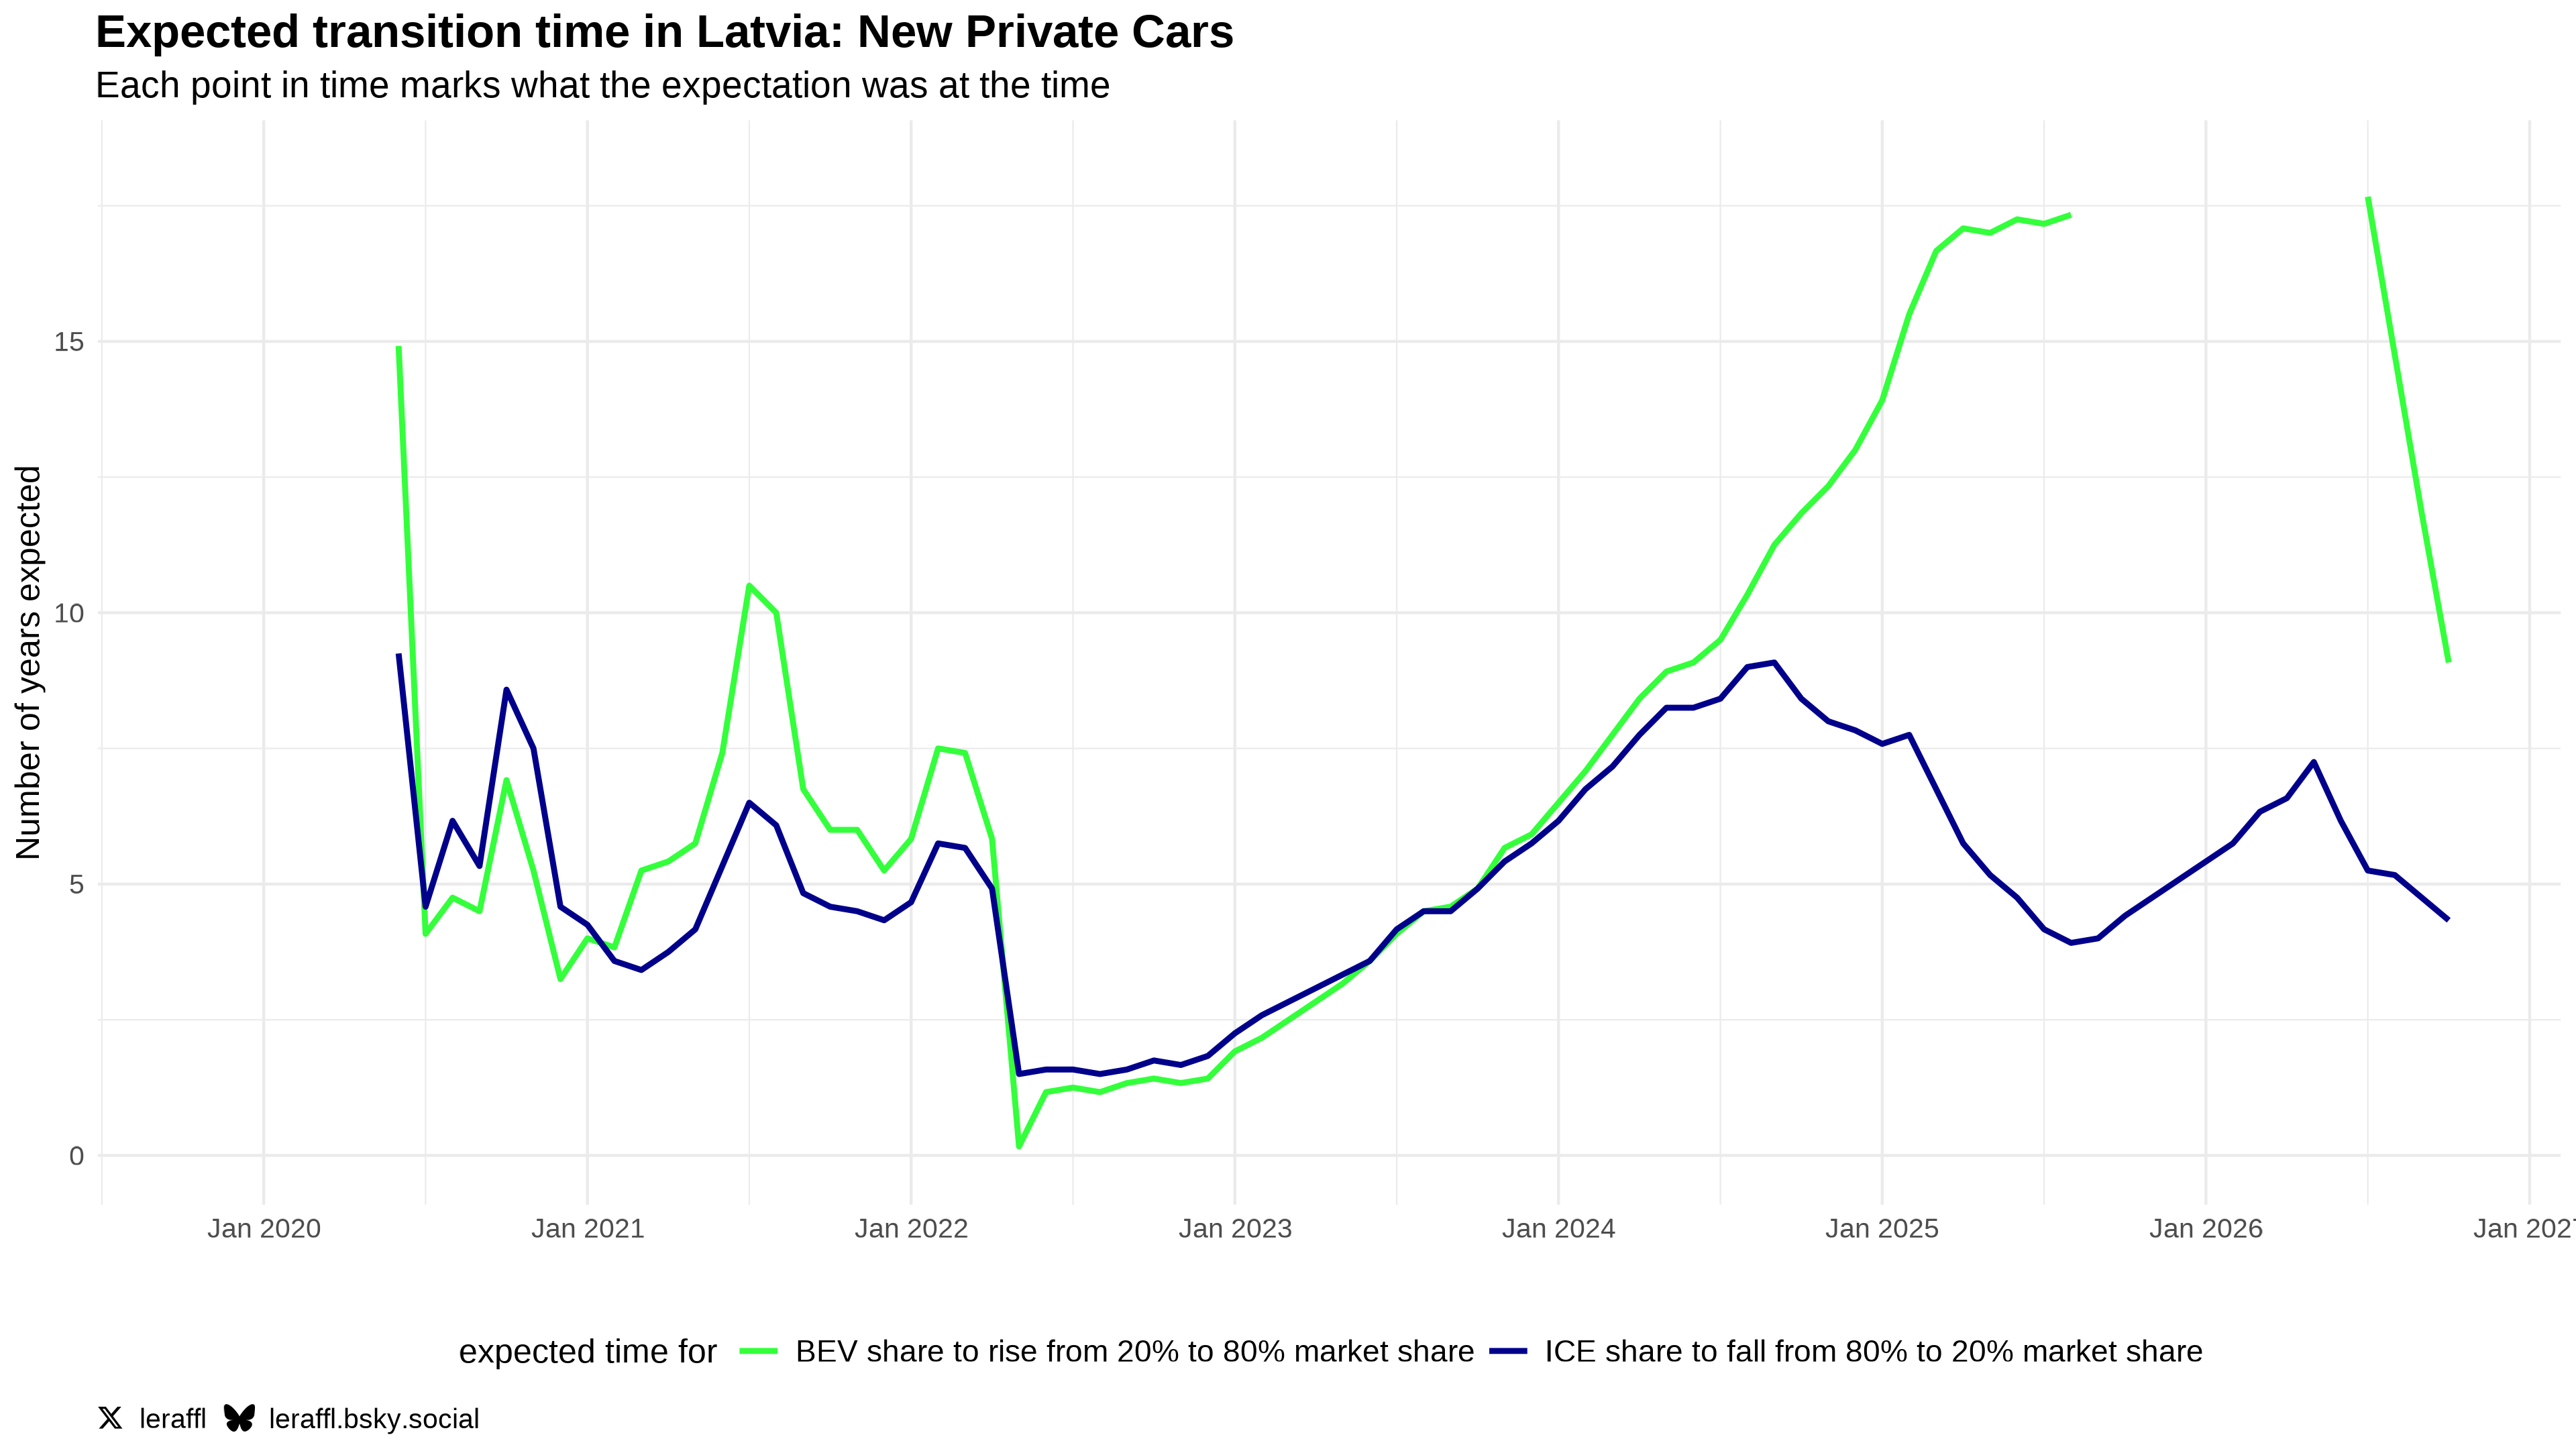 Expected transition time in Latvia: New Private Cars
Each point in time marks what the expectation was at the time
Number of years expected
15
10
5
0
Jan 2020 Jan 2021 Jan 2022 Jan 2023 Jan 2024 Jan 2025 Jan 2026 Jan 202
expected time for BEV share to rise from 20% to 80% market share ICE share to fall from 80% to 20% market share
leraffl leraffl.bsky.social